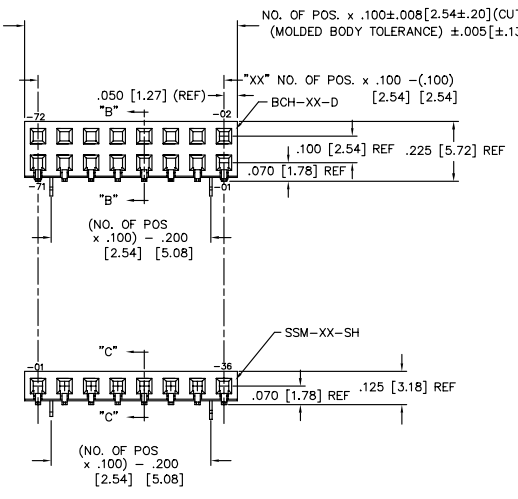 NO. OF POS. x .100±.008[2.54±.20](CUT
(MOLDED BODY TOLERANCE) ±.005[±.13
"XX" NO. OF POS. x .100 -(.100)
[2.54] [2.54]
.050 [1.27] (REF)
"B"
BCH-XX-D
-72
-02
.100 [2.54] REF
.225 [5.72] REF
.070 [1.78] REF
-71
-01
"B"
(NO. OF POS
x .100) - .200
[2.54] [5.08]
"C"
SSM-XX-SH
-01
-36
.125 [3.18] REF
.070 [1.78] REF
"C"
(NO. OF POS
x .100) - .200
[2.54] [5.08]